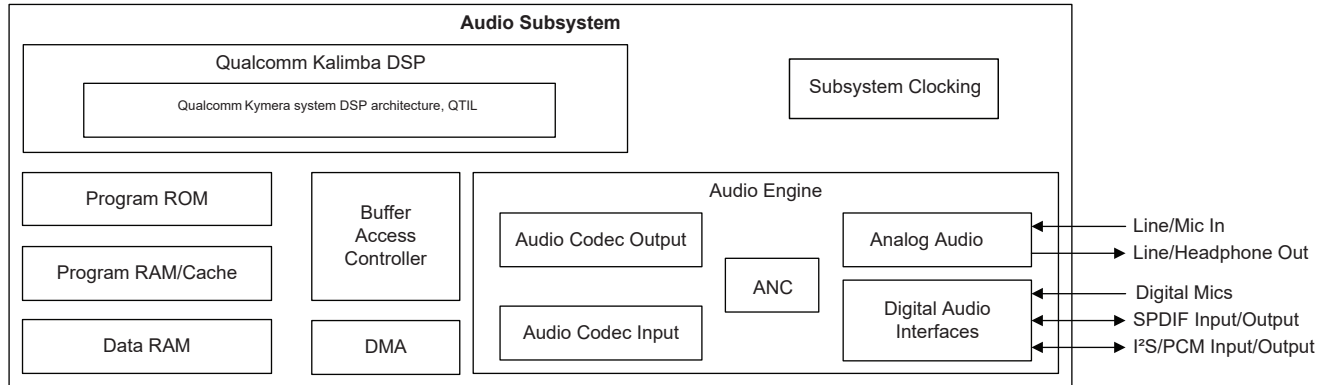 Audio Subsystem
Qualcomm Kalimba DSP
Qualcomm Kymera system DSP architecture, QTIL
Subsystem Clocking
Program ROM
Program RAM/Cache
Data RAM
Buffer
Access
Controller
DMA
Audio Engine
Audio Codec Output
Audio Codec Input
ANC
Analog Audio
Digital Audio
Interfaces
Line/Mic In
Line/Headphone Out
Digital Mics
SPDIF Input/Output
I²S/PCM Input/Output